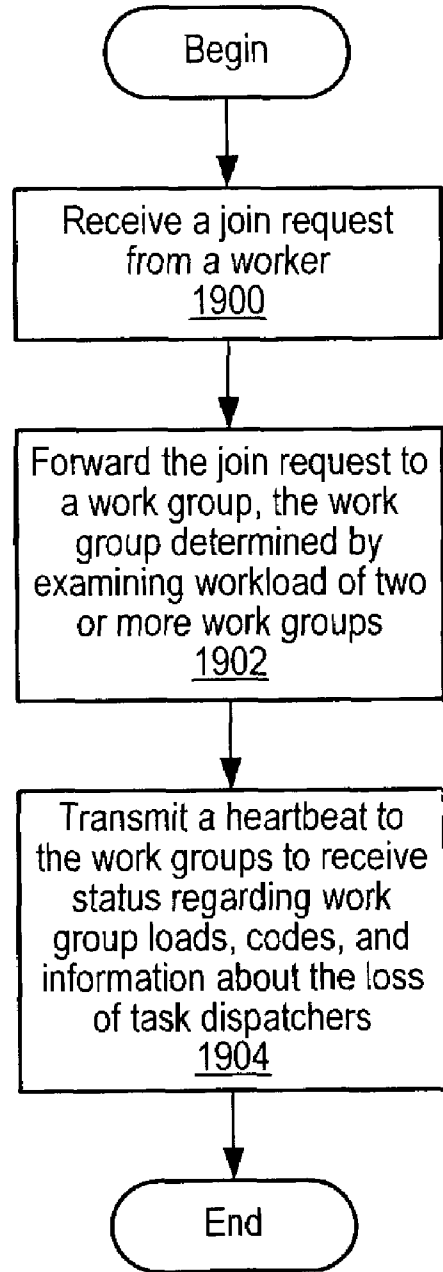 Begin
Receive a join request
from a worker
1900
Forward the join request to
a work group, the work
group determined by
examining workload of two
or more work groups
1902
Transmit a heartbeat to
the work groups to receive
status regarding work
group loads, codes, and
information about the loss
of task dispatchers
1904
End